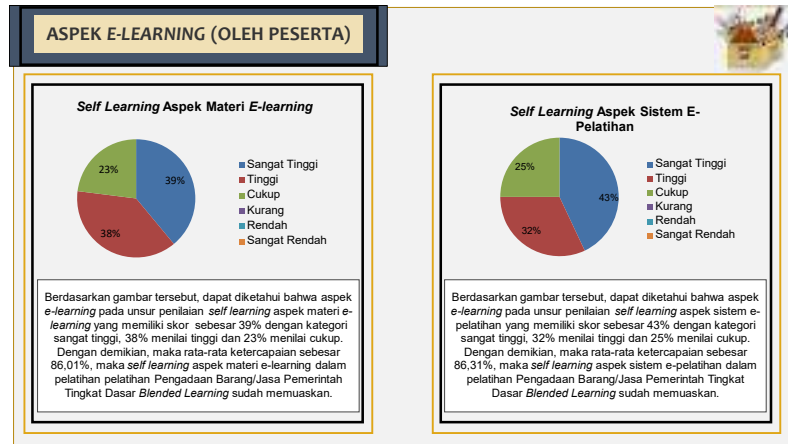 ASPEK E-LEARNING (OLEH PESERTA)
Self Learning Aspek Materi E-learning
23%
39%
38%
Sangat Tinggi
Tinggi
Cukup
Kurang
Rendah
Sangat Rendah
Berdasarkan gambar tersebut, dapat diketahui bahwa aspek
e-learning pada unsur penilaian self learning aspek materi e-
learning yang memiliki skor sebesar 39% dengan kategori
sangat tinggi, 38% menilai tinggi dan 23% menilai cukup.
Dengan demikian, maka rata-rata ketercapaian sebesar
86,01%, maka self learning aspek materi e-learning dalam
pelatihan pelatihan Pengadaan Barang/Jasa Pemerintah
Tingkat Dasar Blended Learning sudah memuaskan.
Self Learning Aspek Sistem E-
Pelatihan
25%
43%
32%
Sangat Tinggi
Tinggi
Cukup
Kurang
Rendah
Sangat Rendah
Berdasarkan gambar tersebut, dapat diketahui bahwa aspek
e-learning pada unsur penilaian self learning aspek sistem e-
pelatihan yang memiliki skor sebesar 43% dengan kategori
sangat tinggi, 32% menilai tinggi dan 25% menilai cukup.
Dengan demikian, maka rata-rata ketercapaian sebesar
86,31%, maka self learning aspek sistem e-pelatihan dalam
pelatihan Pengadaan Barang/Jasa Pemerintah Tingkat
Dasar Blended Learning sudah memuaskan.